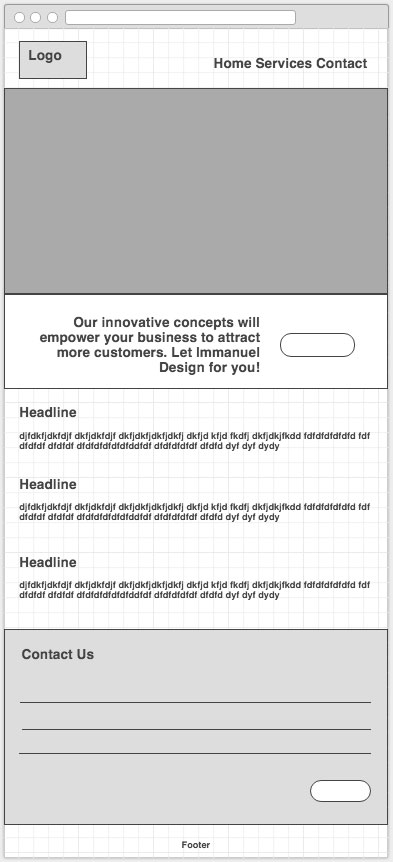 Logo
Home Services Contact
Our innovative concepts will
empower your business to attract
more customers. Let Immanuel
Design for you!
Headline
djfdkfjdkfdjf dkfjdkfdjf dkfjdkfjdkfjdkfj dkfjd kfjd fkdfj dkfjdkjfkdd fdfdfdfdfdfd fdf
dfdfdf dfdfdf dfdfdfdfdfdfddfdf dfdfdfdfdf dfdfd dyf dyf dydy
Headline
djfdkfjdkfdjf dkfjdkfdjf dkfjdkfjdkfjdkfj dkfjd kfjd fkdfj dkfjdkjfkdd fdfdfdfdfdfd fdf
dfdfdf dfdfdf dfdfdfdfdfdfddfdf dfdfdfdfdf dfdfd dyf dyf dydy
Headline
djfdkfjdkfdjf dkfjdkfdjf dkfjdkfjdkfjdkfj dkfjd kfjd fkdfj dkfjdkjfkdd fdfdfdfdfdfd fdf
dfdfdf dfdfdf dfdfdfdfdfdfddfdf dfdfdfdfdf dfdfd dyf dyf dydy
Contact Us
Footer